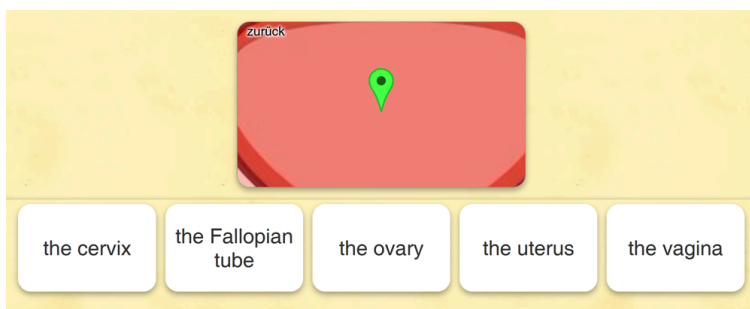 zurück
the cervix
the Fallopian
tube
the ovary
the uterus
the vagina